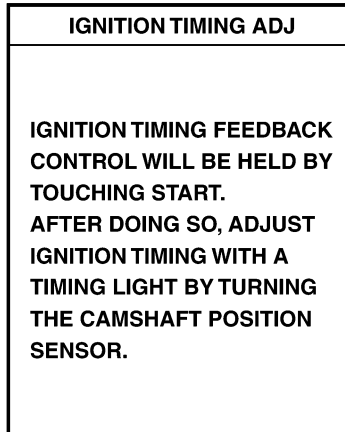 IGNITION TIMING ADJ
IGNITION TIMING FEEDBACK
CONTROL WILL BE HELD BY
TOUCHING START.
AFTER DOING SO, ADJUST
IGNITION TIMING WITH A
TIMING LIGHT BY TURNING
THE CAMSHAFT POSITION
SENSOR.